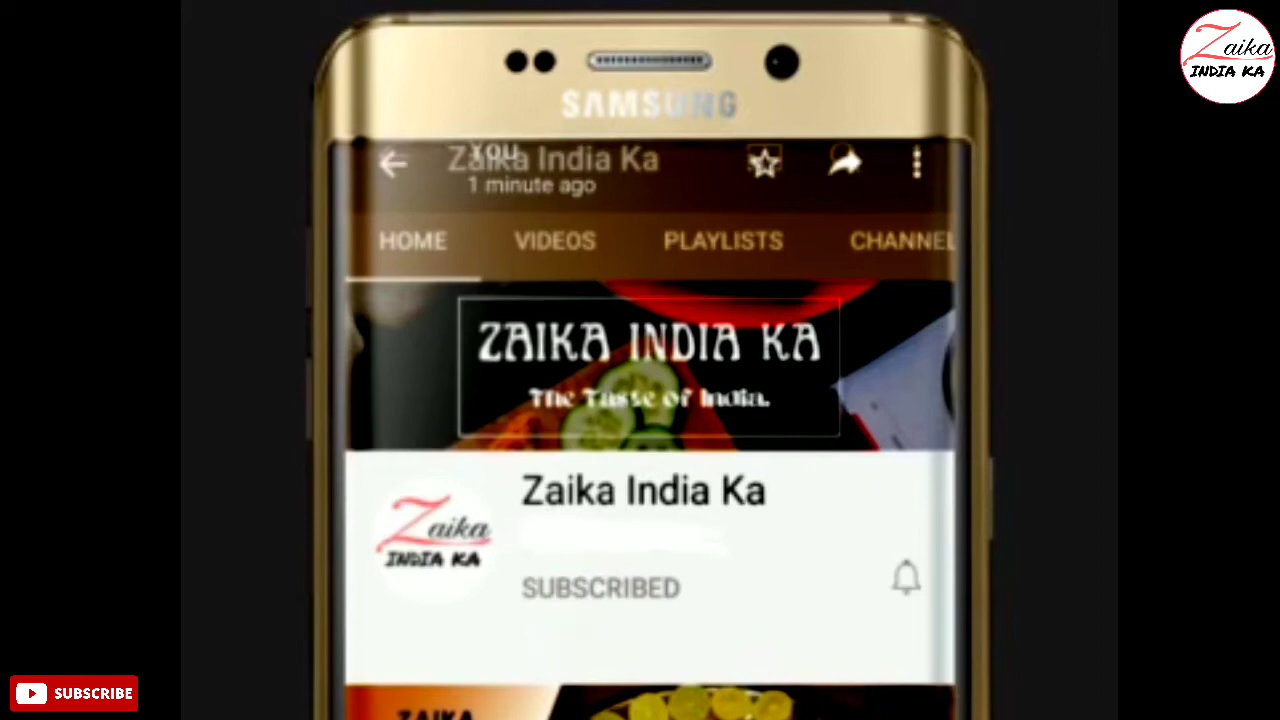 Zaika
INDIA KA
SAMSUNG
YOU
Zaika India Ka
1 minute ago
HOME VIDEOS PLAYLISTS CHANNEL
ZAIKA INDIA KA
The Taste of India.
Zaika India Ka
Zaika
INDIA KA
SUBSCRIBED
SUBSCRIBE
ZAIKA